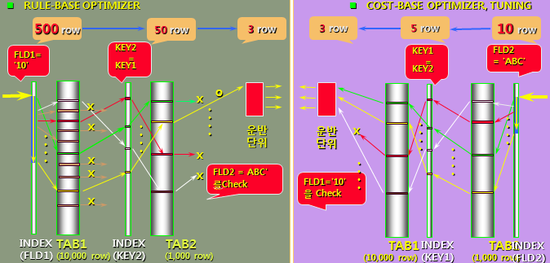 RULE-BASE OPTIMIZER
500 row
50 row
3 row
FLD1=
'10'
KEY2
=
KEY1
운반
단위
FLD2 = ABC'
를Check
INDEX
(FLD1)
TAB1
(10,000 row)
INDEX
(KEY2)
TAB2
(1,000 row)
COST-BASE OPTIMIZER, TUNING
3 row
5 row
10 row
KEY1
=
KEY2
FLD2
= 'ABC'
운반
단위
FLD1='10'
를 Check
TAB1
(10,000 row)
INDEX
(KEY1)
(1,000 row)
INDEX
(FLD2)